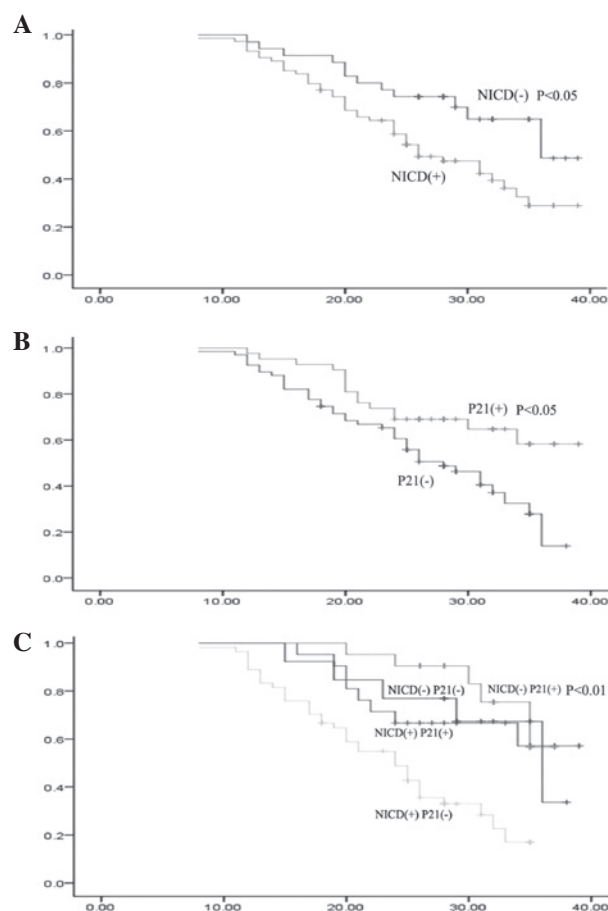 A
1.0
0.8
NICD(-) P<0.05
0.6
0.4
NICD(+)
0.2
0.0
0.00 10.00 20.00 30.00 40.00
B
1.0
0.8
P21(+) P<0.05
0.6
0.4
P21(-)
0.2
0.0
0.00 10.00 20.00 30.00 40.00
C
1.0
0.8
NICD(-) P21(-) NICD(-) P21(+) P<0.01
0.6
NICD(+) P21(+)
0.4
NICD(+) P21(-)
0.2
0.0
0.00 10.00 20.00 30.00 40.00